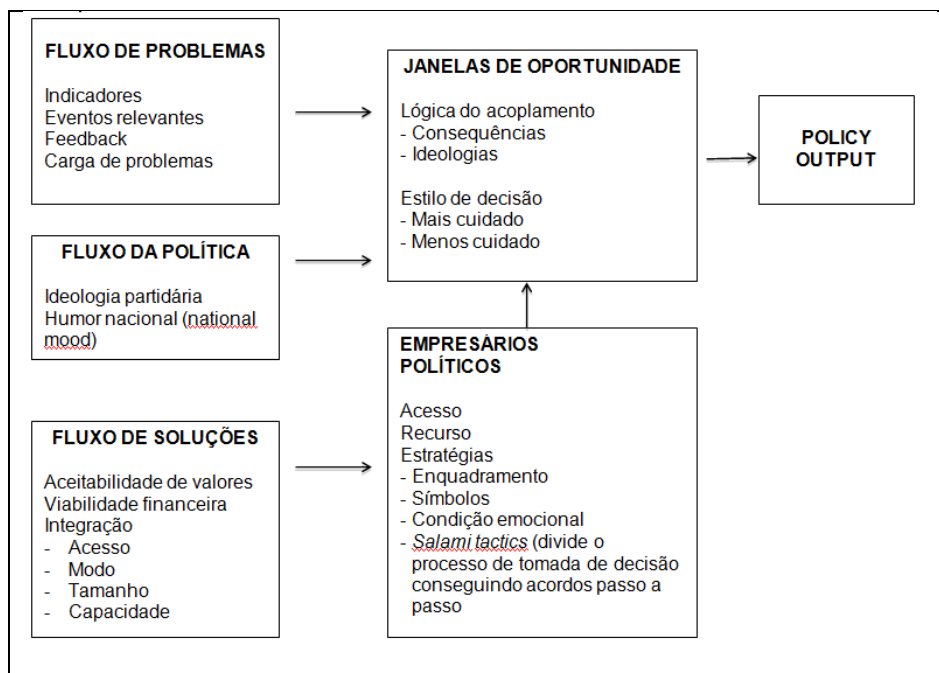 FLUXO DE PROBLEMAS
Indicadores
Eventos relevantes
Feedback
Carga de problemas
FLUXO DA POLÍTICA
Ideologia partidária
Humor nacional (national
mood)
FLUXO DE SOLUÇÕES
Aceitabilidade de valores
Viabilidade financeira
Integração
- Acesso
- Modo
- Tamanho
- Capacidade
JANELAS DE OPORTUNIDADE
Lógica do acoplamento
- Consequências
- Ideologias
Estilo de decisão
- Mais cuidado
- Menos cuidado
EMPRESÁRIOS
POLÍTICOS
Acesso
Recurso
Estratégias
- Enquadramento
- Símbolos
- Condição emocional
- Salami tactics (divide o
processo de tomada de decisão
conseguindo acordos passo a
passo
POLICY
OUTPUT